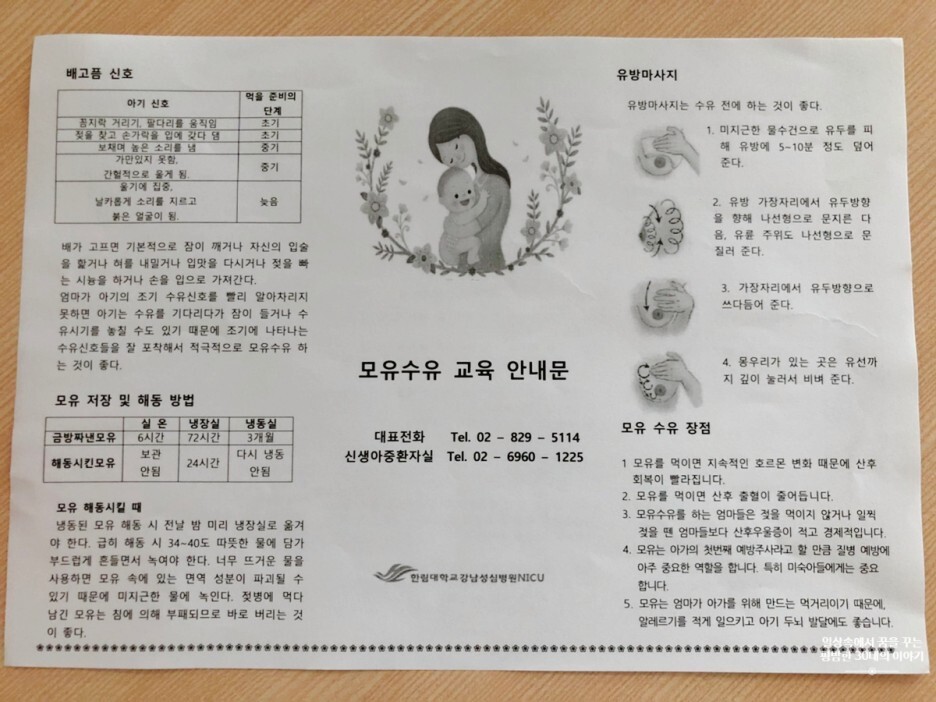 배고픔 신호
아기 신호 먹을 준비의
단계
꼼지락 거리기, 팔다리를 움직임 초기
젖을 찾고 손가락을 입에 갖다 댐 초기
보채며 높은 소리를 냄 중기
가만있지 못함,
간헐적으로 울게 됨. 중기
울기에 집중,
날카롭게 소리를 지르고 늦음
붉은 얼굴이 됨.
배가 고프면 기본적으로 잠이 깨거나 자신의 입술
을 핥거나 혀를 내밀거나 입맛을 다시거나 젖을 빠
는 시늉을 하거나 손을 입으로 가져간다.
엄마가 아기의 조기 수유신호를 빨리 알아차리지
못하면 아기는 수유를 기다리다가 잠이 들거나 수
유시기를 놓칠 수도 있기 때문에 조기에 나타나는
수유신호들을 잘 포착해서 적극적으로 모유수유 하
는 것이 좋다.
모유 저장 및 해동 방법
실 온 냉장실 냉동실
금방짜낸모유 6시간 72시간 3개월
해동시킨모유 보관
안됨 24시간 다시 냉동
안됨
모유 해동시킬 때
냉동된 모유 해동 시 전날 밤 미리 냉장실로 옮겨
야 한다. 급히 해동 시 34~40도 따뜻한 물에 담가
부드럽게 흔들면서 녹여야 한다. 너무 뜨거운 물을
사용하면 모유 속에 있는 면역 성분이 파괴될 수
있기 때문에 미지근한 물에 녹인다. 젖병에 먹다
남긴 모유는 침에 의해 부패되므로 바로 버리는 것
이 좋다.
모유수유 교육 안내문
대표전화 Tel. 02 – 829 – 5114
신생아중환자실 Tel. 02 – 6960 – 1225
한림대학교강남성심병원NICU
유방마사지
유방마사지는 수유 전에 하는 것이 좋다.
1. 미지근한 물수건으로 유두를 피
해 유방에 5~10분 정도 덮어
준다.
2. 유방 가장자리에서 유두방향
을 향해 나선형으로 문지른 다
음, 유륜 주위도 나선형으로 문
질러 준다.
3. 가장자리에서 유두방향으로
쓰다듬어 준다.
4. 몽우리가 있는 곳은 유선까
지 깊이 눌러서 비벼 준다.
모유 수유 장점
1 모유를 먹이면 지속적인 호르몬 변화 때문에 산후
회복이 빨라집니다.
2. 모유를 먹이면 산후 출혈이 줄어듭니다.
3. 모유수유를 하는 엄마들은 젖을 먹이지 않거나 일찍
젖을 뗀 엄마들보다 산후우울증이 적고 경제적입니다.
4. 모유는 아가의 첫번째 예방주사라고 할 만큼 질병 예방에
아주 중요한 역할을 합니다. 특히 미숙아들에게는 중요
합니다.
5. 모유는 엄마가 아가를 위해 만드는 먹거리이기 때문에,
알레르기를 적게 일으키고 아기 두뇌 발달에도 좋습니다.
일상속에서 꿈을 꾸는
평범한 30대의 이야기